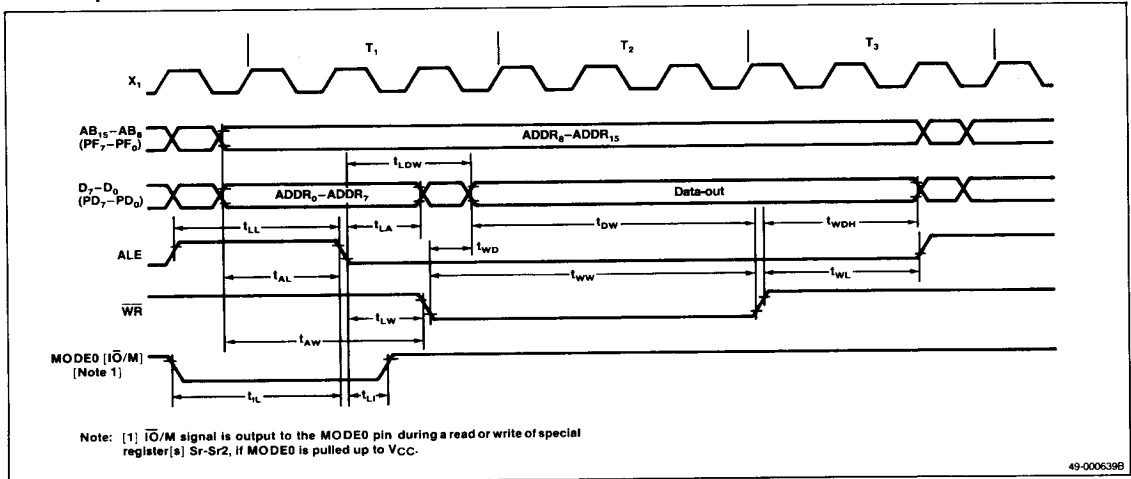 T1 T2 T3
X1
AB15–AB8
(PF7–PF0)
ADDR8–ADDR15
tLDW
D7–D0
(PD7–PD0)
ADDR0–ADDR7
Data-out
tLL tLA tWD tDW tWDH
ALE
tAL tWW tWL
WR
tLW
tAW
MODE0 [IO/M]
[Note 1]
tIL tLI
Note: [1] IO/M signal is output to the MODE0 pin during a read or write of special
register[s] Sr-Sr2, if MODE0 is pulled up to VCC.
49-000639B